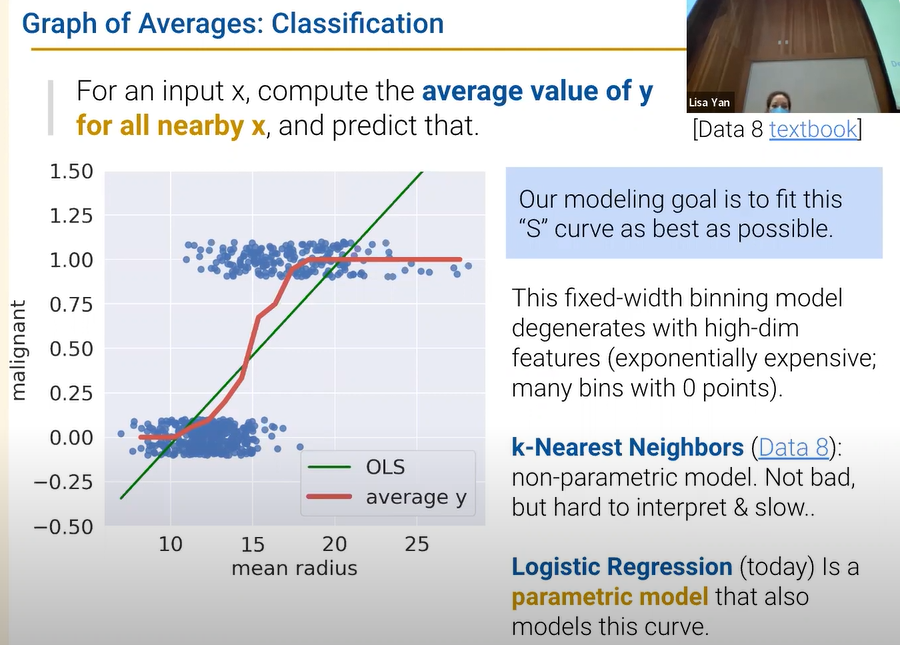 Graph of Averages: Classification
For an input x, compute the average value of y
for all nearby x, and predict that.
Lisa Yan
[Data 8 textbook]
1.50
1.25
1.00
0.75
0.50
0.25
0.00
−0.25
−0.50
malignant
10
15
20
25
mean radius
OLS
average y
Our modeling goal is to fit this
“S” curve as best as possible.
This fixed-width binning model
degenerates with high-dim
features (exponentially expensive;
many bins with 0 points).
k-Nearest Neighbors (Data 8):
non-parametric model. Not bad,
but hard to interpret & slow..
Logistic Regression (today) Is a
parametric model that also
models this curve.